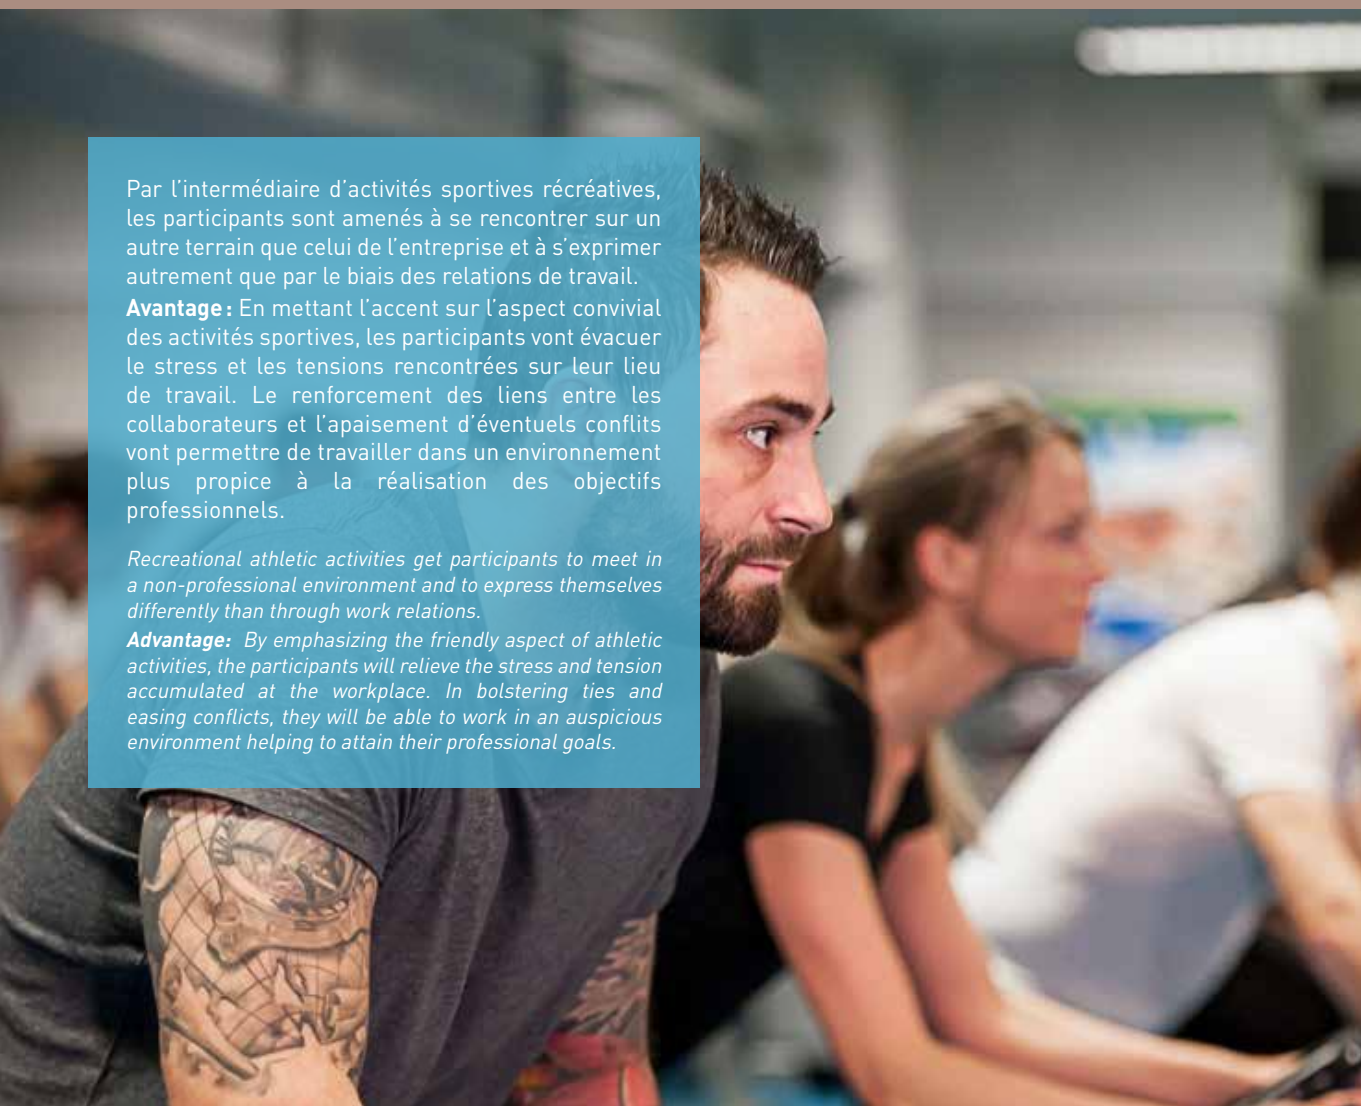 Par l’intermédiaire d’activités sportives récréatives,
les participants sont amenés à se rencontrer sur un
autre terrain que celui de l’entreprise et à s’exprimer
autrement que par le biais des relations de travail.
Avantage : En mettant l’accent sur l’aspect convivial
des activités sportives, les participants vont évacuer
le stress et les tensions rencontrées sur leur lieu
de travail. Le renforcement des liens entre les
collaborateurs et l’apaisement d’éventuels conflits
vont permettre de travailler dans un environnement
plus propice à la réalisation des objectifs
professionnels.
Recreational athletic activities get participants to meet in
a non-professional environment and to express themselves
differently than through work relations.
Advantage: By emphasizing the friendly aspect of athletic
activities, the participants will relieve the stress and tension
accumulated at the workplace. In bolstering ties and
easing conflicts, they will be able to work in an auspicious
environment helping to attain their professional goals.